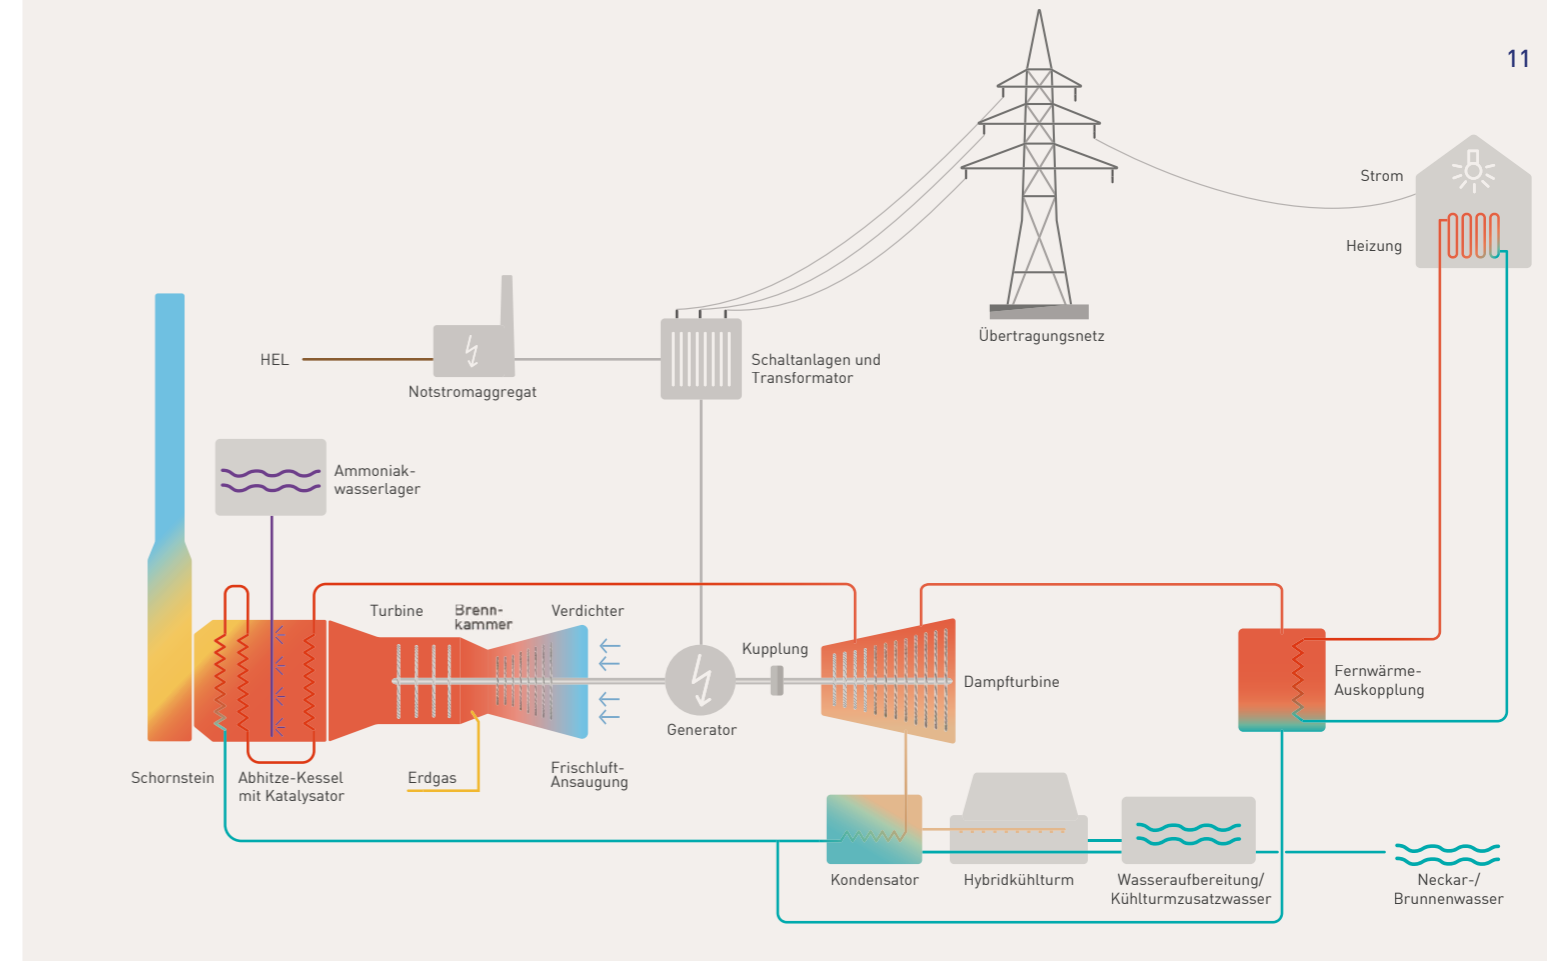 11
Strom
Heizung
Übertragungsnetz
HEL
Notstromaggregat
Schaltanlagen und
Transformator
Ammoniak-
wasserlager
Turbine
Brenn-
kammer
Verdichter
Kupplung
Generator
Dampfturbine
Fernwärme-
Auskopplung
Schornstein
Abhitze-Kessel
mit Katalysator
Erdgas
Frischluft-
Ansaugung
Kondensator
Hybridkühlturm
Wasseraufbereitung/
Kühlturmzusatzwasser
Neckar-/
Brunnenwasser